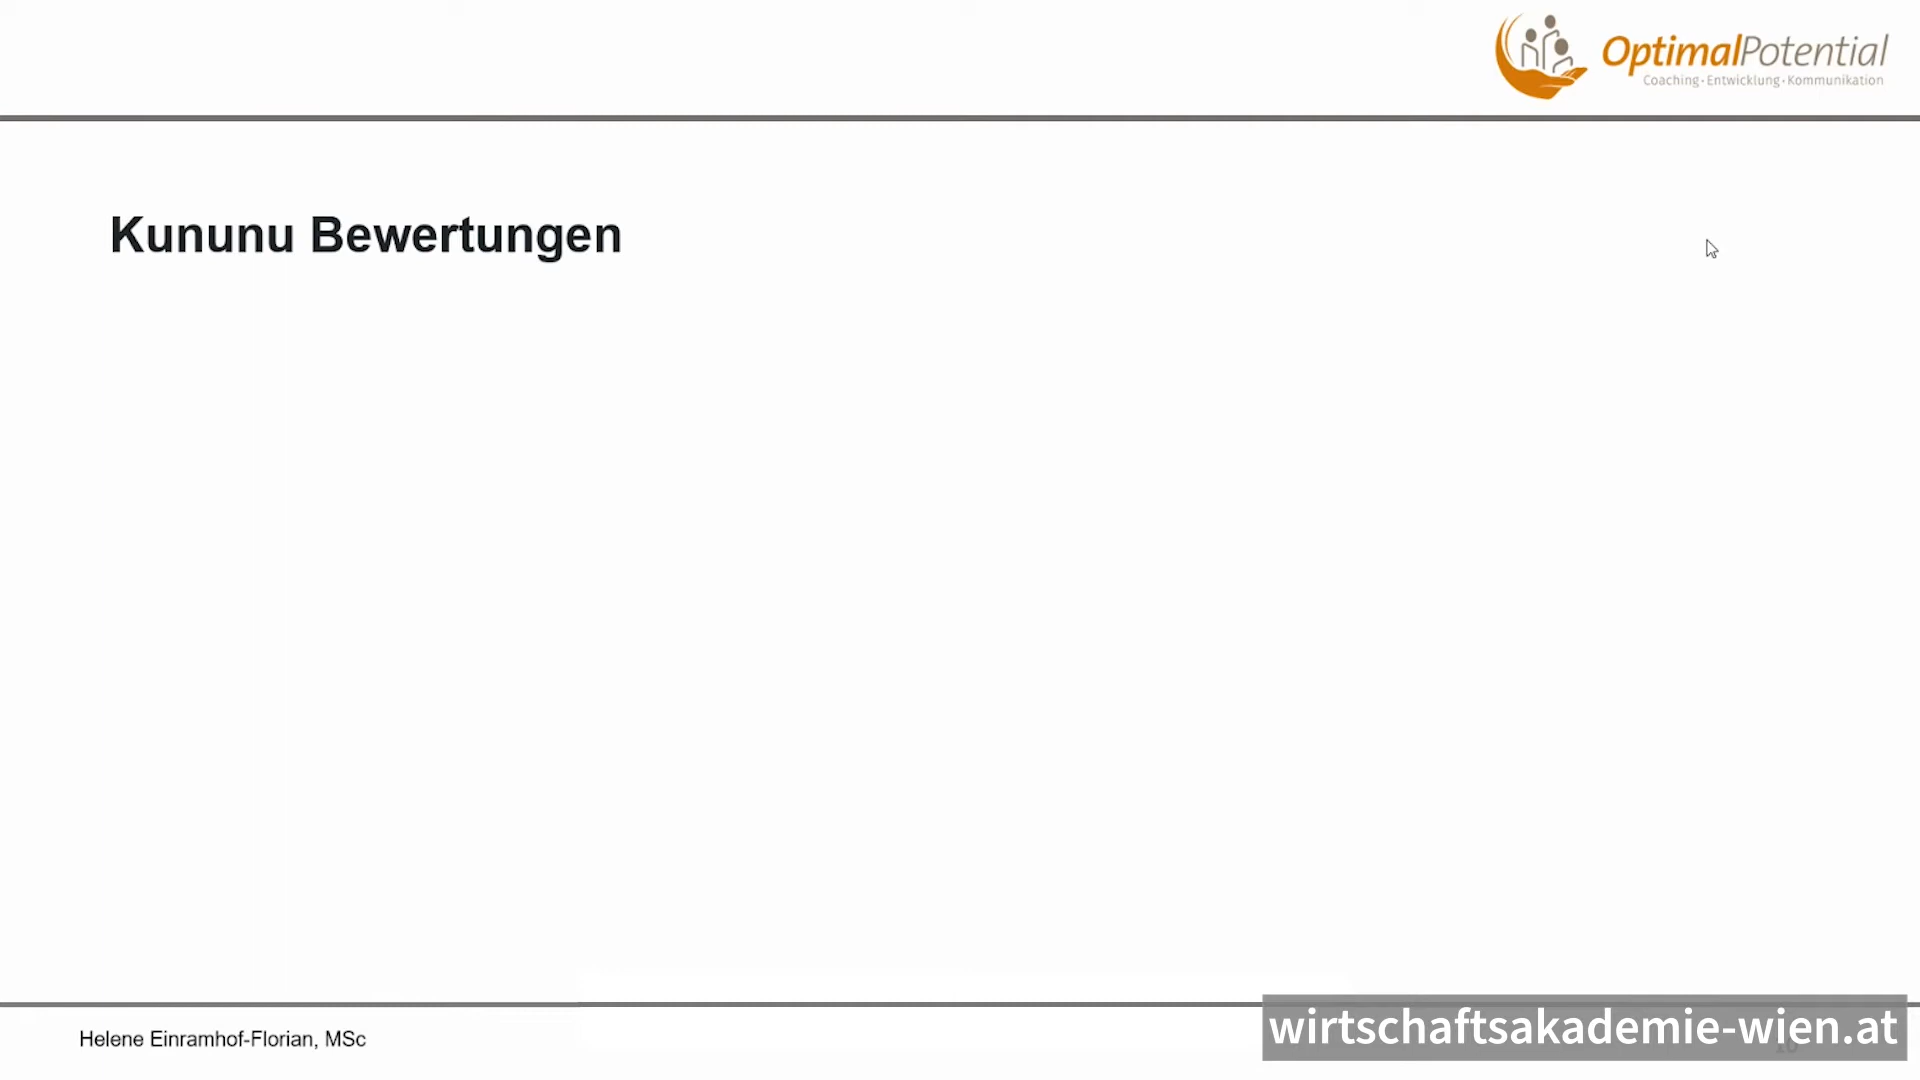 OptimalPotential
Coaching·Entwicklung·Kommunikation
Kununu Bewertungen
Helene Einramhof-Florian, MSc
wirtschaftsakademie-wien.at